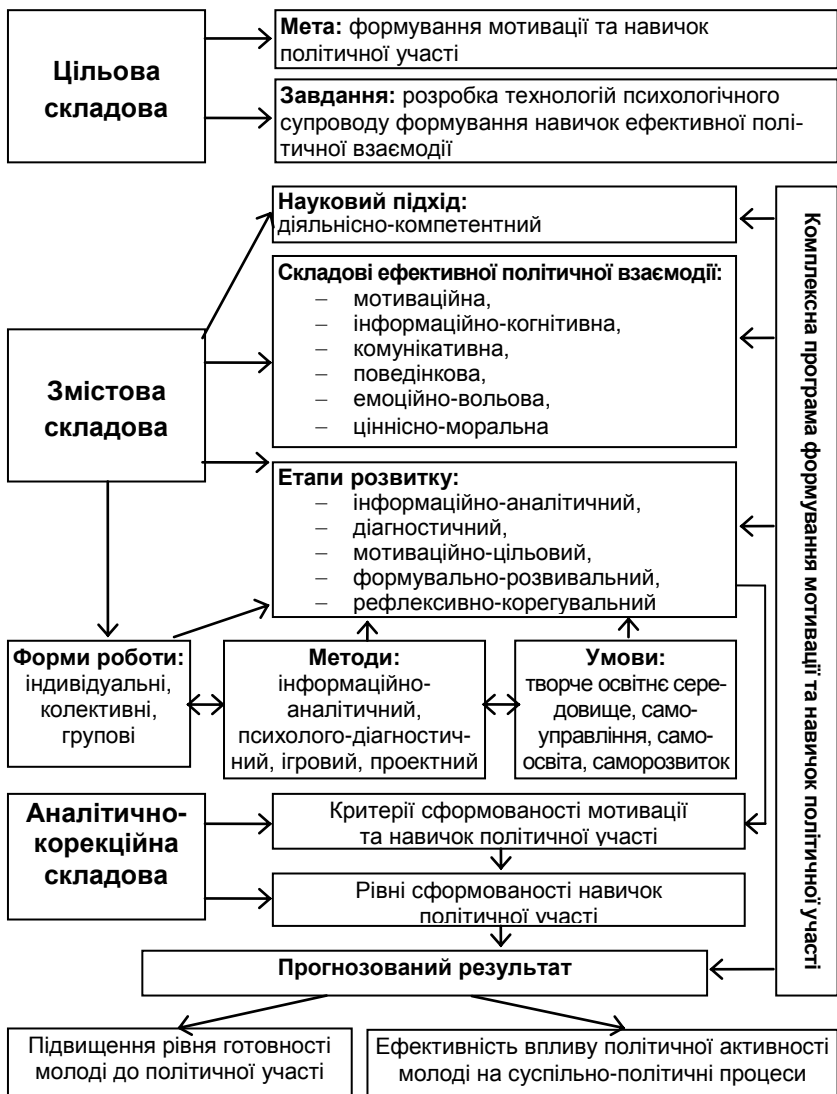 Цільова
складова
Мета: формування мотивації та навичок
політичної участі
Завдання: розробка технологій психологічного
супроводу формування навичок ефективної полі-
тичної взаємодії
Змістова
складова
Науковий підхід:
діяльнісно-компетентний
Складові ефективної політичної взаємодії:
– мотиваційна,
– інформаційно-когнітивна,
– комунікативна,
– поведінкова,
– емоційно-вольова,
– ціннісно-моральна
Етапи розвитку:
– інформаційно-аналітичний,
– діагностичний,
– мотиваційно-цільовий,
– формувально-розвивальний,
– рефлексивно-корегувальний
Комплексна програма формування мотивації та навичок політичної участі
Форми роботи:
індивідуальні,
колективні,
групові
Методи:
інформаційно-
аналітичний,
психолого-діагностич-
ний, ігровий, проектний
Умови:
творче освітнє сере-
довище, само-
управління, само-
освіта, саморозвиток
Аналітично-
корекційна
складова
Критерії сформованості мотивації
та навичок політичної участі
Рівні сформованості навичок
політичної участі
Прогнозований результат
Підвищення рівня готовності
молоді до політичної участі
Ефективність впливу політичної активності
молоді на суспільно-політичні процеси